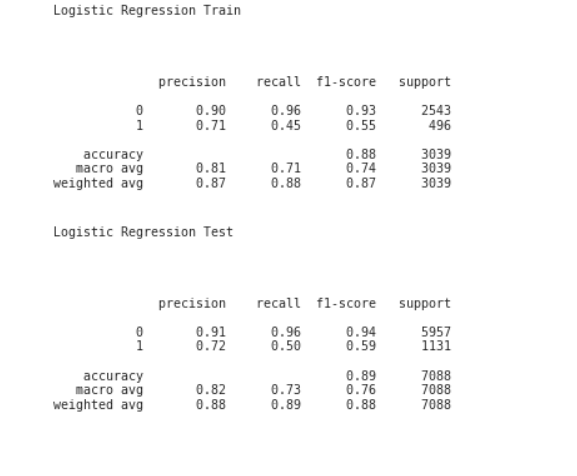 Logistic Regression Train
precision recall f1-score support
0 0.90 0.96 0.93 2543
1 0.71 0.45 0.55 496
accuracy 0.88 3039
macro avg 0.81 0.71 0.74 3039
weighted avg 0.87 0.88 0.87 3039
Logistic Regression Test
precision recall f1-score support
0 0.91 0.96 0.94 5957
1 0.72 0.50 0.59 1131
accuracy 0.89 7088
macro avg 0.82 0.73 0.76 7088
weighted avg 0.88 0.89 0.88 7088